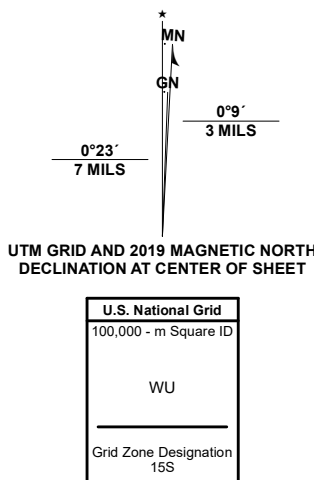 ★
MN
GN
0°9´
3 MILS
0°23´
7 MILS
UTM GRID AND 2019 MAGNETIC NORTH
DECLINATION AT CENTER OF SHEET
U.S. National Grid
100,000 - m Square ID
WU
Grid Zone Designation
15S